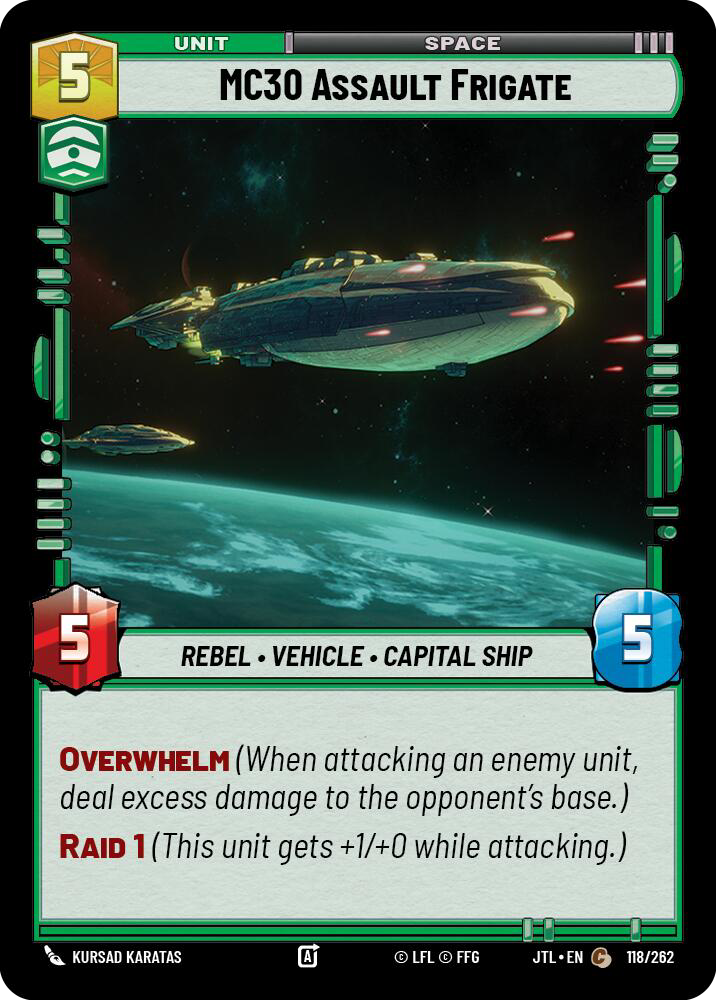 UNIT
SPACE
5
MC30 ASSAULT FRIGATE
5
REBEL • VEHICLE • CAPITAL SHIP
5
OVERWHELM (When attacking an enemy unit,
deal excess damage to the opponent's base.)
RAID 1 (This unit gets +1/+0 while attacking.)
KURSAD KARATAS
A
© LFL © FFG
JTL • EN
C
118/262